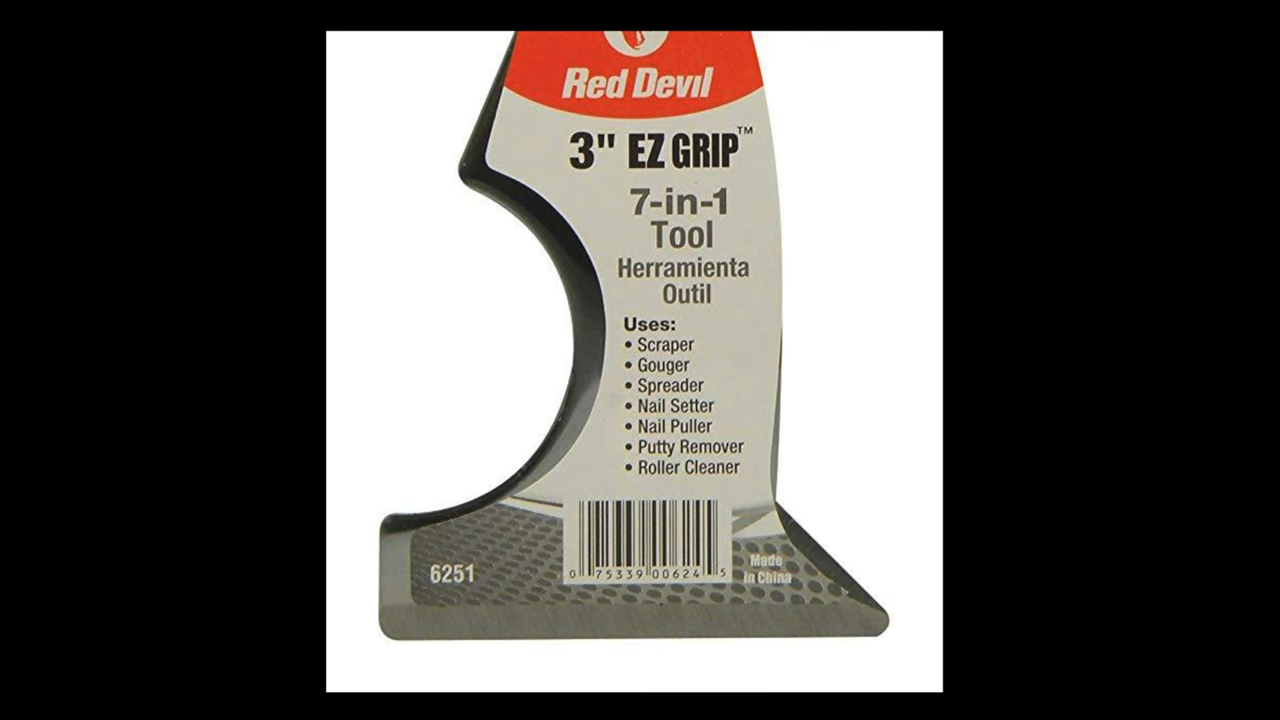 Red Devil
3" EZ GRIP™
7-in-1
Tool
Herramienta
Outil
Uses:
• Scraper
• Gouger
• Spreader
• Nail Setter
• Nail Puller
• Putty Remover
• Roller Cleaner
6251
0 75339 00624 5
Made
in China